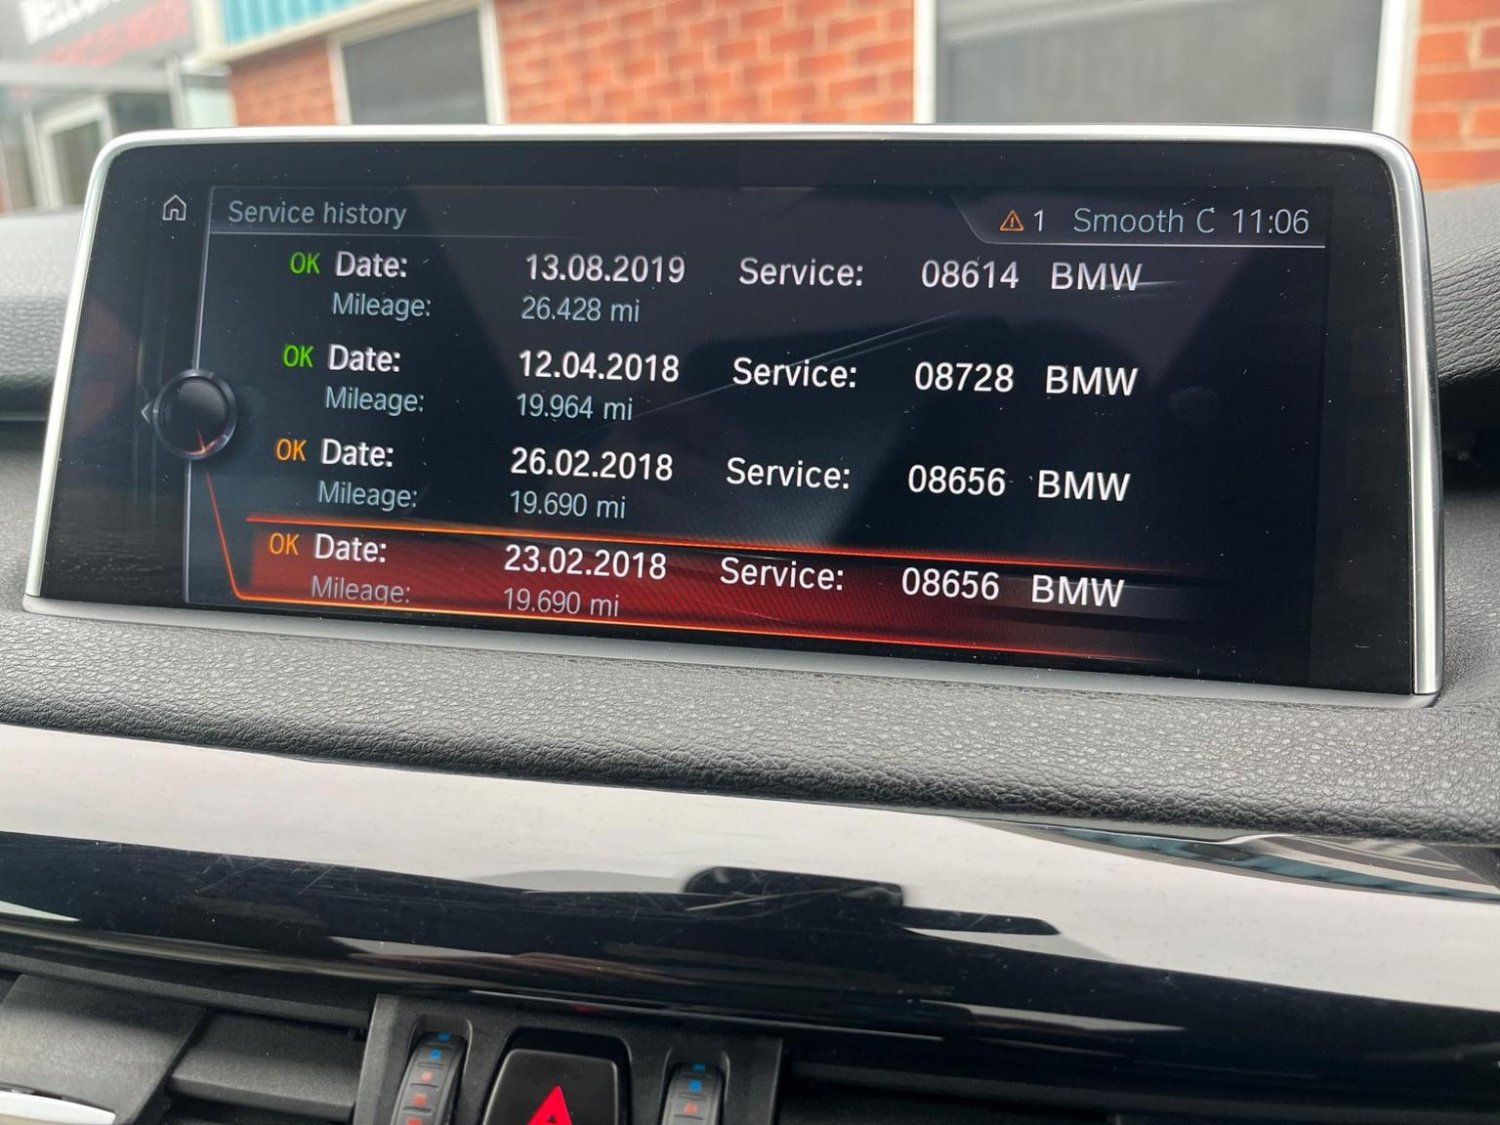 Service history
1 Smooth C 11:06
OK Date: 13.08.2019 Service: 08614 BMW
Mileage: 26.428 mi
OK Date: 12.04.2018 Service: 08728 BMW
Mileage: 19.964 mi
OK Date: 26.02.2018 Service: 08656 BMW
Mileage: 19.690 mi
OK Date: 23.02.2018 Service: 08656 BMW
Mileage: 19.690 mi